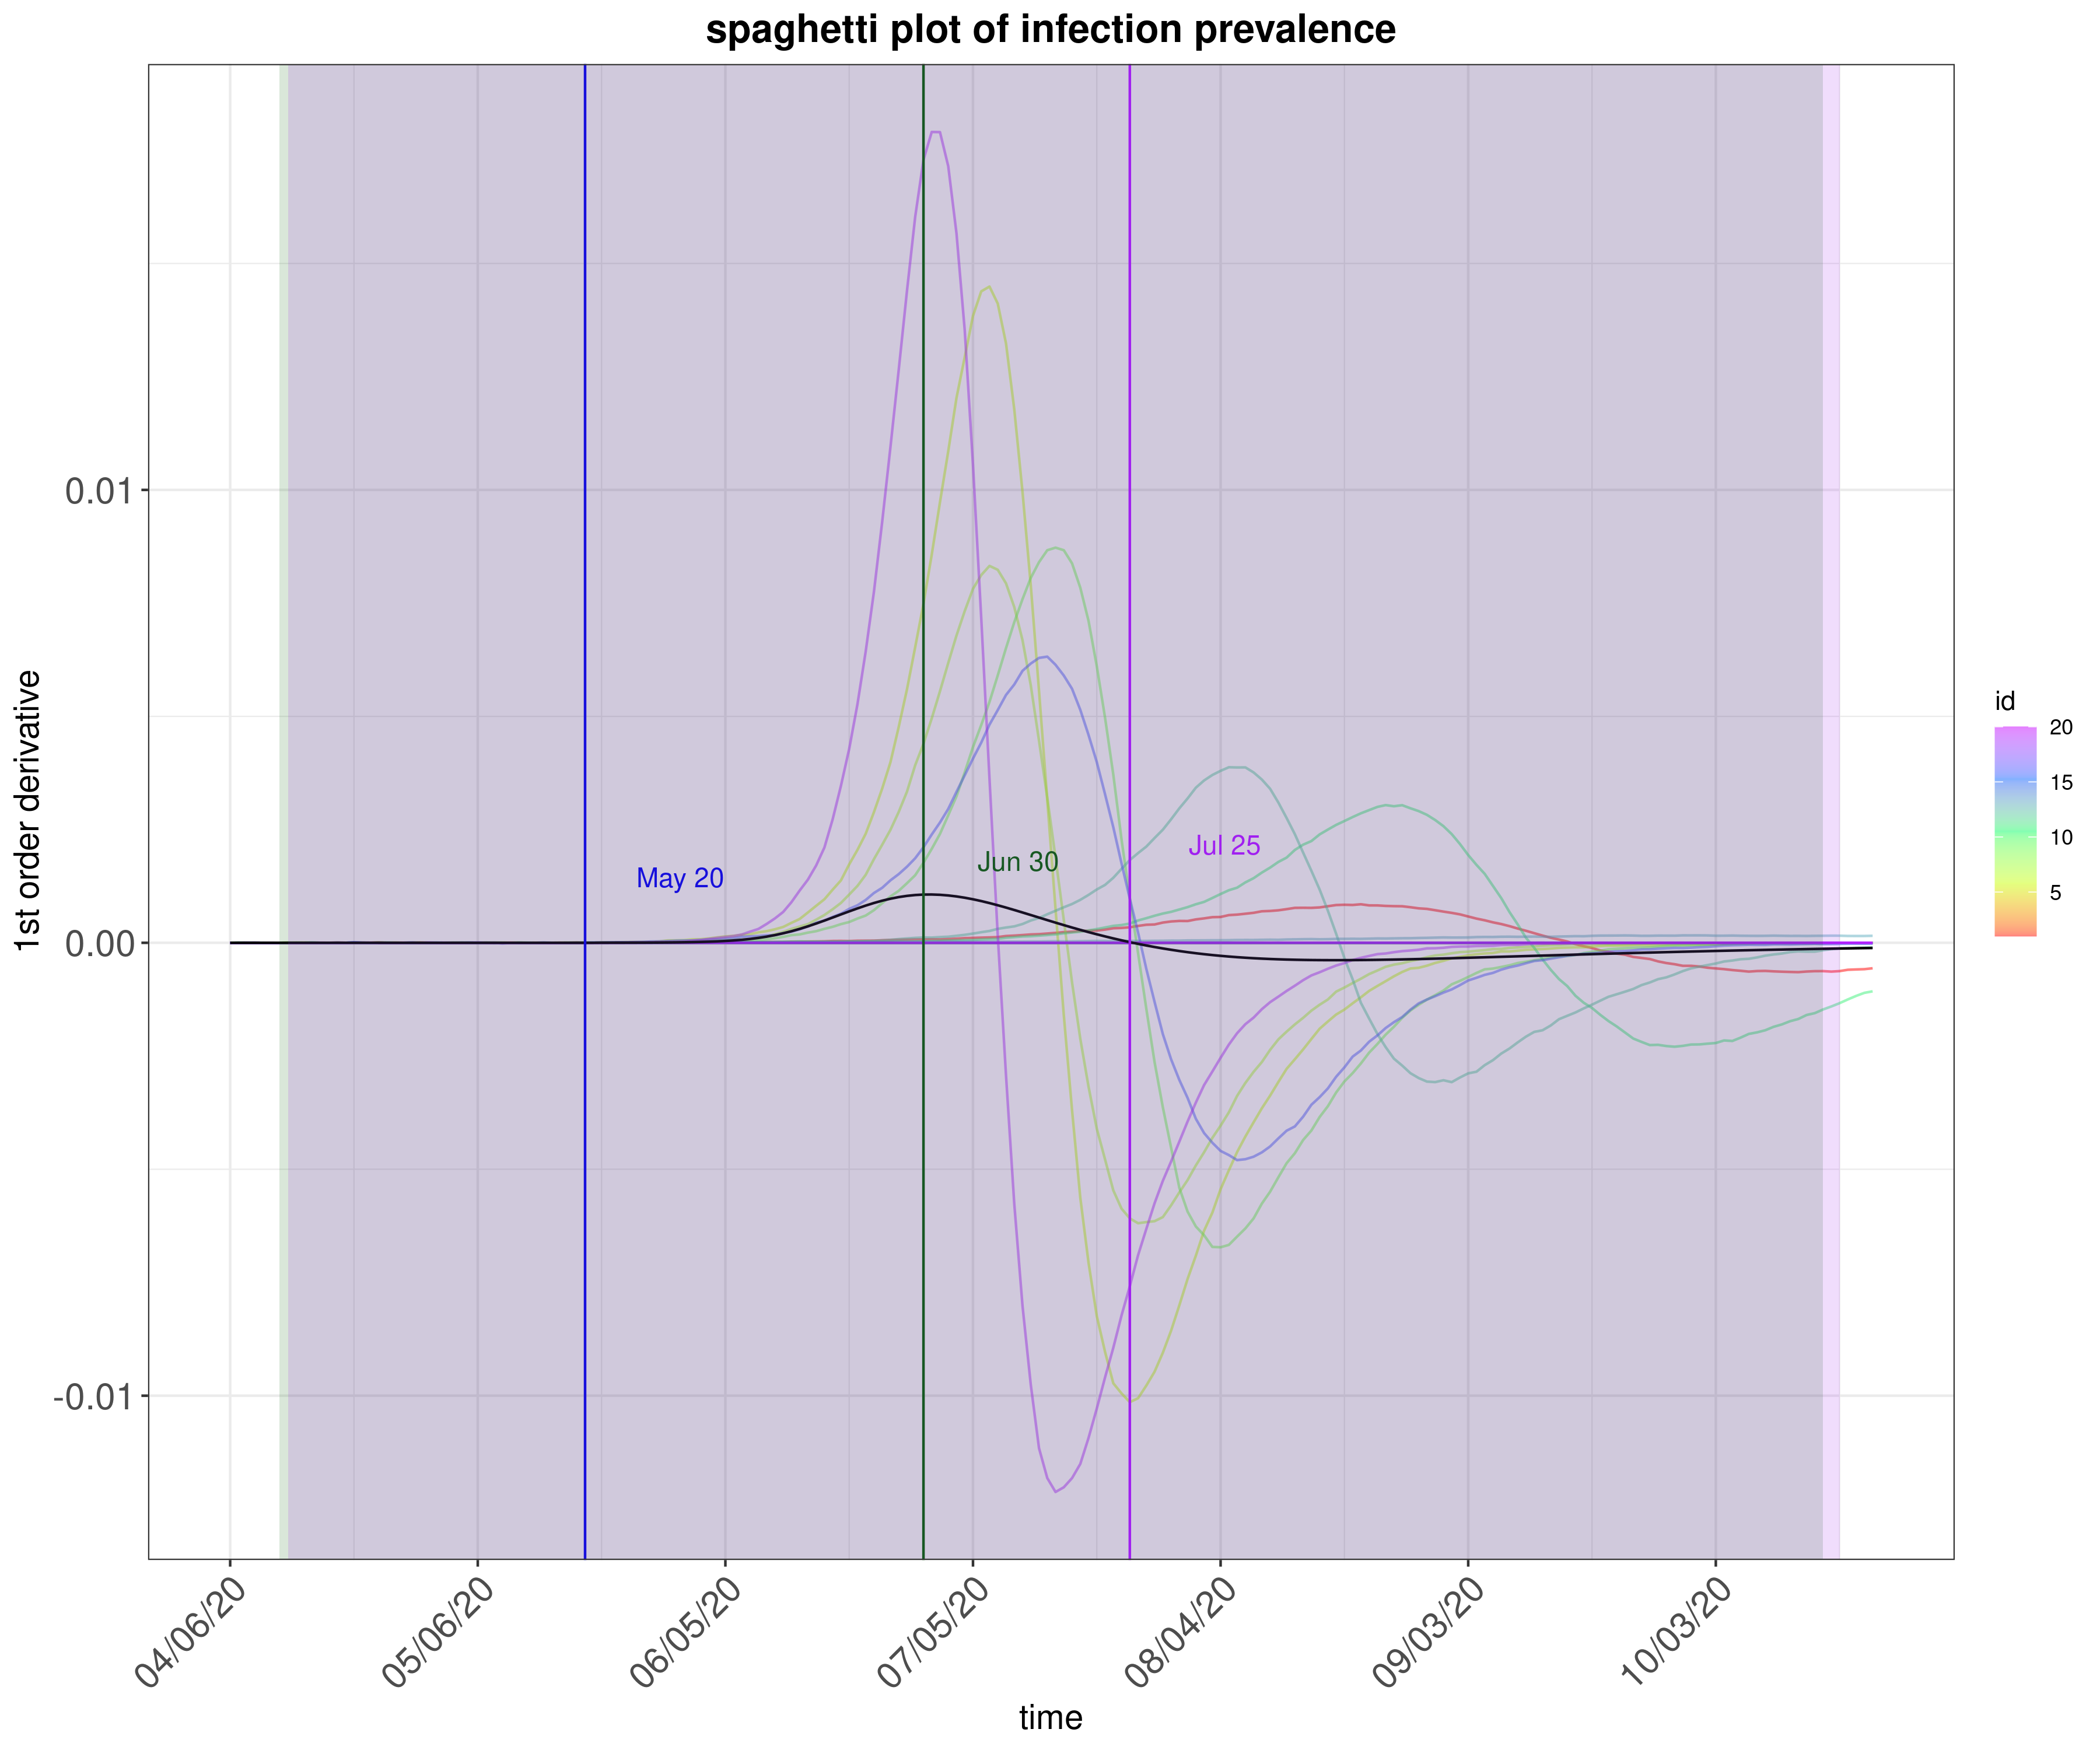 spaghetti plot of infection prevalence
1st order derivative
0.01
0.00
-0.01
May 20
Jun 30
Jul 25
id
20
15
10
5
04/06/20
05/06/20
06/05/20
07/05/20
08/04/20
09/03/20
10/03/20
time